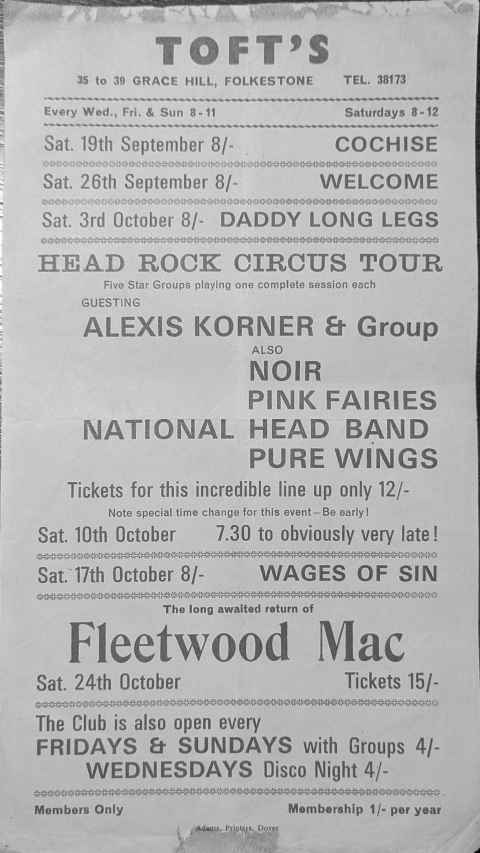 TOFT'S
35 to 39 GRACE HILL, FOLKESTONE TEL. 38173
Every Wed., Fri. & Sun 8-11 Saturdays 8-12
Sat. 19th September 8/- COCHISE
Sat. 26th September 8/- WELCOME
Sat. 3rd October 8/- DADDY LONG LEGS
HEAD ROCK CIRCUS TOUR
Five Star Groups playing one complete session each
GUESTING
ALEXIS KORNER & Group
ALSO
NOIR
PINK FAIRIES
NATIONAL HEAD BAND
PURE WINGS
Tickets for this incredible line up only 12/-
Note special time change for this event – Be early!
Sat. 10th October 7.30 to obviously very late!
Sat. 17th October 8/- WAGES OF SIN
The long awaited return of
Fleetwood Mac
Sat. 24th October Tickets 15/-
The Club is also open every
FRIDAYS & SUNDAYS with Groups 4/-
WEDNESDAYS Disco Night 4/-
Members Only Membership 1/- per year
Adams, Printers, Dover